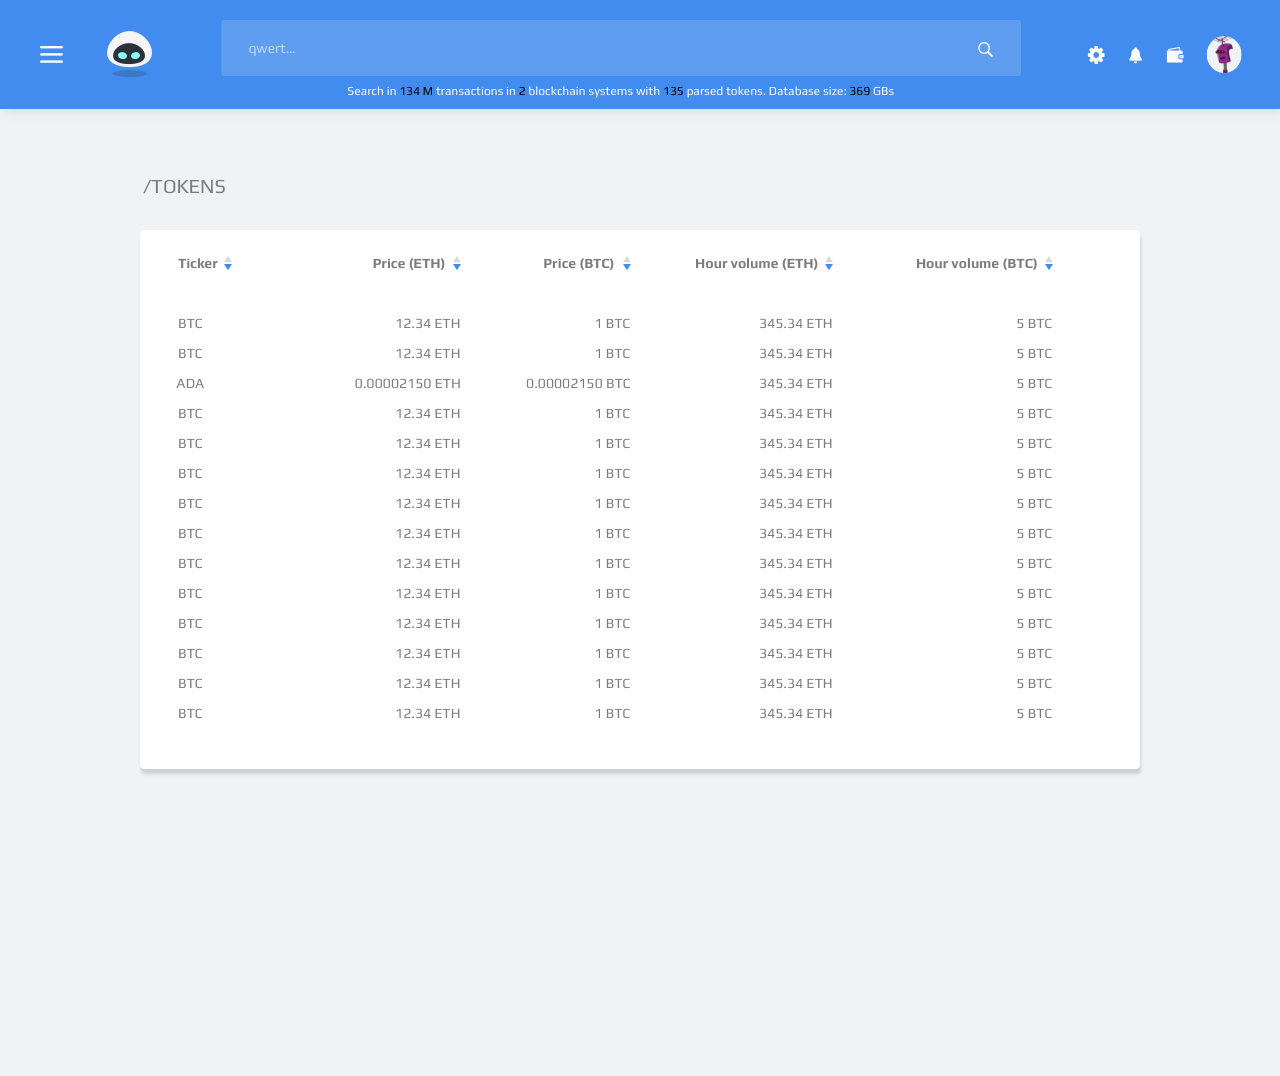 qwert...
Search in 134 M transactions in 2 blockchain systems with 135 parsed tokens. Database size: 369 GBs
/TOKENS
Ticker Price (ETH) Price (BTC) Hour volume (ETH) Hour volume (BTC)
BTC 12.34 ETH 1 BTC 345.34 ETH 5 BTC
BTC 12.34 ETH 1 BTC 345.34 ETH 5 BTC
ADA 0.00002150 ETH 0.00002150 BTC 345.34 ETH 5 BTC
BTC 12.34 ETH 1 BTC 345.34 ETH 5 BTC
BTC 12.34 ETH 1 BTC 345.34 ETH 5 BTC
BTC 12.34 ETH 1 BTC 345.34 ETH 5 BTC
BTC 12.34 ETH 1 BTC 345.34 ETH 5 BTC
BTC 12.34 ETH 1 BTC 345.34 ETH 5 BTC
BTC 12.34 ETH 1 BTC 345.34 ETH 5 BTC
BTC 12.34 ETH 1 BTC 345.34 ETH 5 BTC
BTC 12.34 ETH 1 BTC 345.34 ETH 5 BTC
BTC 12.34 ETH 1 BTC 345.34 ETH 5 BTC
BTC 12.34 ETH 1 BTC 345.34 ETH 5 BTC
BTC 12.34 ETH 1 BTC 345.34 ETH 5 BTC